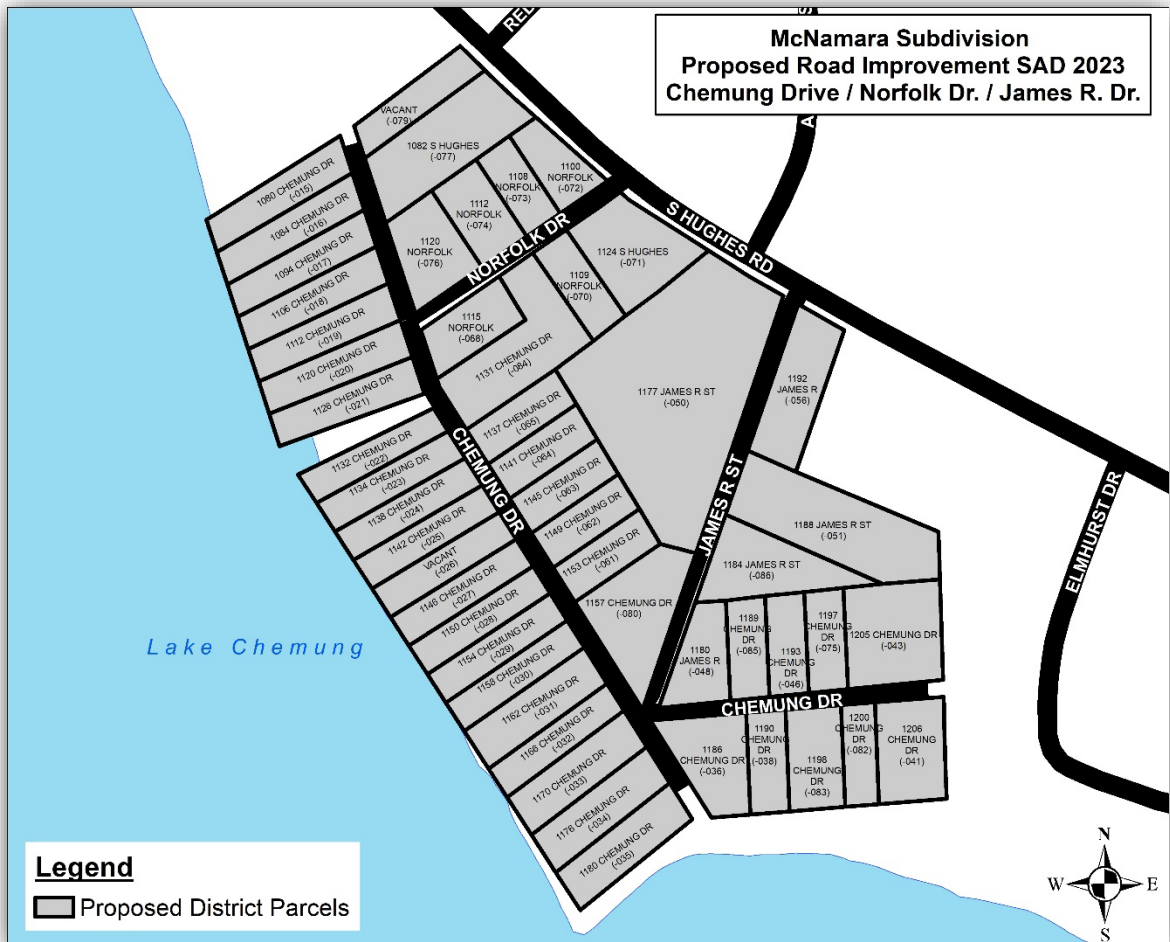 McNamara Subdivision
Proposed Road Improvement SAD 2023
Chemung Drive / Norfolk Dr. / James R. Dr.
RED
A
S
VACANT
(-079)
1082 S HUGHES
(-077)
1100
NORFOLK
(-072)
1108
NORFOLK
(-073)
1112
NORFOLK
(-074)
1120
NORFOLK
(-076)
NORFOLK DR
S HUGHES RD
1080 CHEMUNG DR
(-015)
1084 CHEMUNG DR
(-016)
1094 CHEMUNG DR
(-017)
1106 CHEMUNG DR
(-018)
1112 CHEMUNG DR
(-019)
1120 CHEMUNG DR
(-020)
1126 CHEMUNG DR
(-021)
1124 S HUGHES
(-071)
1109
NORFOLK
(-070)
1115
NORFOLK
(-068)
1131 CHEMUNG DR
(-084)
1177 JAMES R ST
(-050)
1192
JAMES R
(-056)
1137 CHEMUNG DR
(-065)
1141 CHEMUNG DR
(-064)
1145 CHEMUNG DR
(-063)
1149 CHEMUNG DR
(-062)
1153 CHEMUNG DR
(-061)
1157 CHEMUNG DR
(-080)
CHEMUNG DR
JAMES R ST
ELMHURST DR
1132 CHEMUNG DR
(-022)
1134 CHEMUNG DR
(-023)
1138 CHEMUNG DR
(-024)
1142 CHEMUNG DR
(-025)
VACANT
(-026)
1146 CHEMUNG DR
(-027)
1150 CHEMUNG DR
(-028)
1154 CHEMUNG DR
(-029)
1158 CHEMUNG DR
(-030)
1162 CHEMUNG DR
(-031)
1166 CHEMUNG DR
(-032)
1170 CHEMUNG DR
(-033)
1176 CHEMUNG DR
(-034)
1180 CHEMUNG DR
(-035)
1188 JAMES R ST
(-051)
1184 JAMES R ST
(-086)
1180
JAMES R
(-048)
1189
CHEMUNG
DR
(-085)
1193
CHEMUNG
DR
(-046)
1197
CHEMUNG
DR
(-075)
1205 CHEMUNG DR
(-043)
CHEMUNG DR
1186
CHEMUNG DR
(-036)
1190
CHEMUNG
DR
(-038)
1198
CHEMUNG
DR
(-083)
1200
CHEMUNG
DR
(-082)
1206
CHEMUNG
DR
(-041)
Lake Chemung
Legend
Proposed District Parcels
N
W
E
S